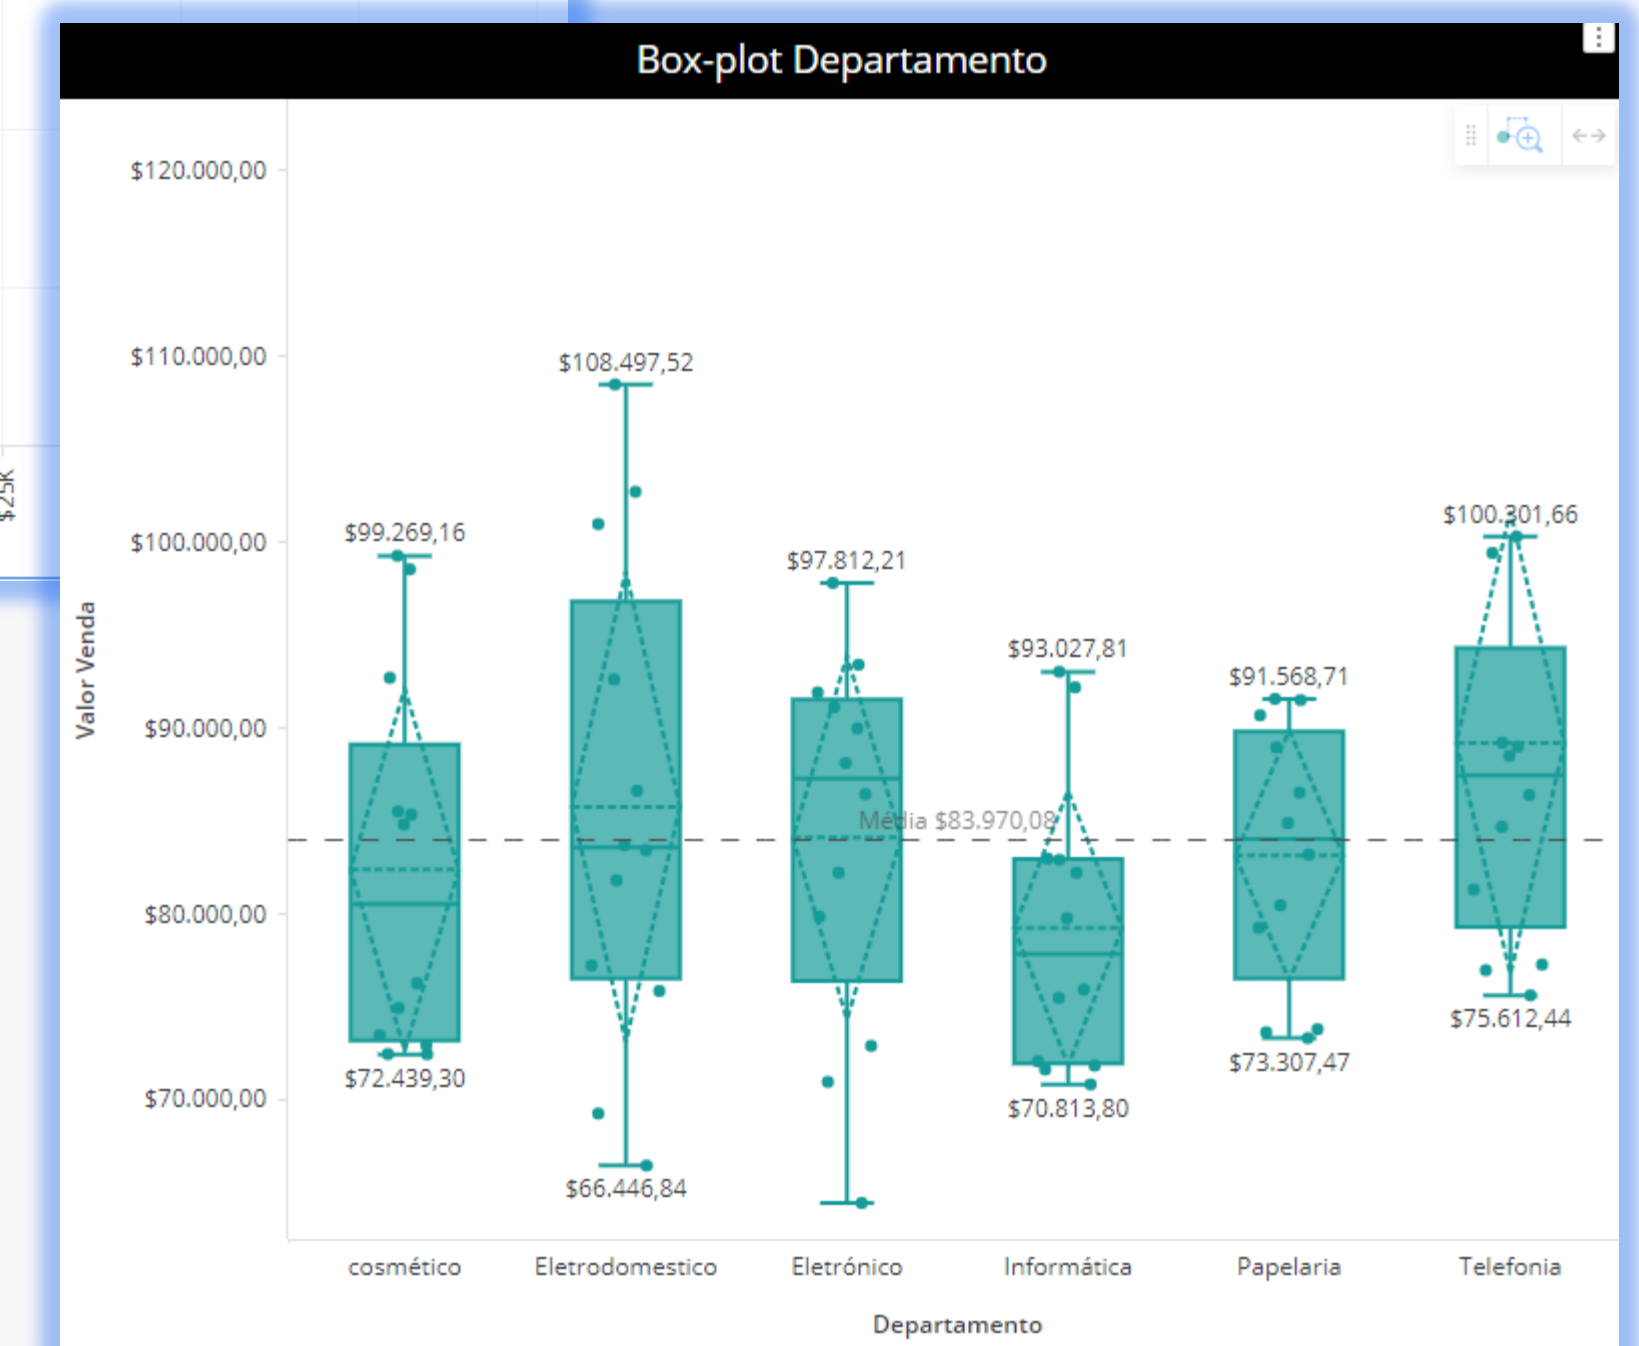 Box-plot Departamento
$120.000,00
$110.000,00
$100.000,00
$90.000,00
$80.000,00
$70.000,00
Valor Venda
$108.497,52
$99.269,16
$97.812,21
$93.027,81
$91.568,71
$100.301,66
Média $83.970,08
$72.439,30
$66.446,84
$70.813,80
$73.307,47
$75.612,44
cosmético
Eletrodomestico
Eletrónico
Informática
Papelaria
Telefonia
Departamento
$25K